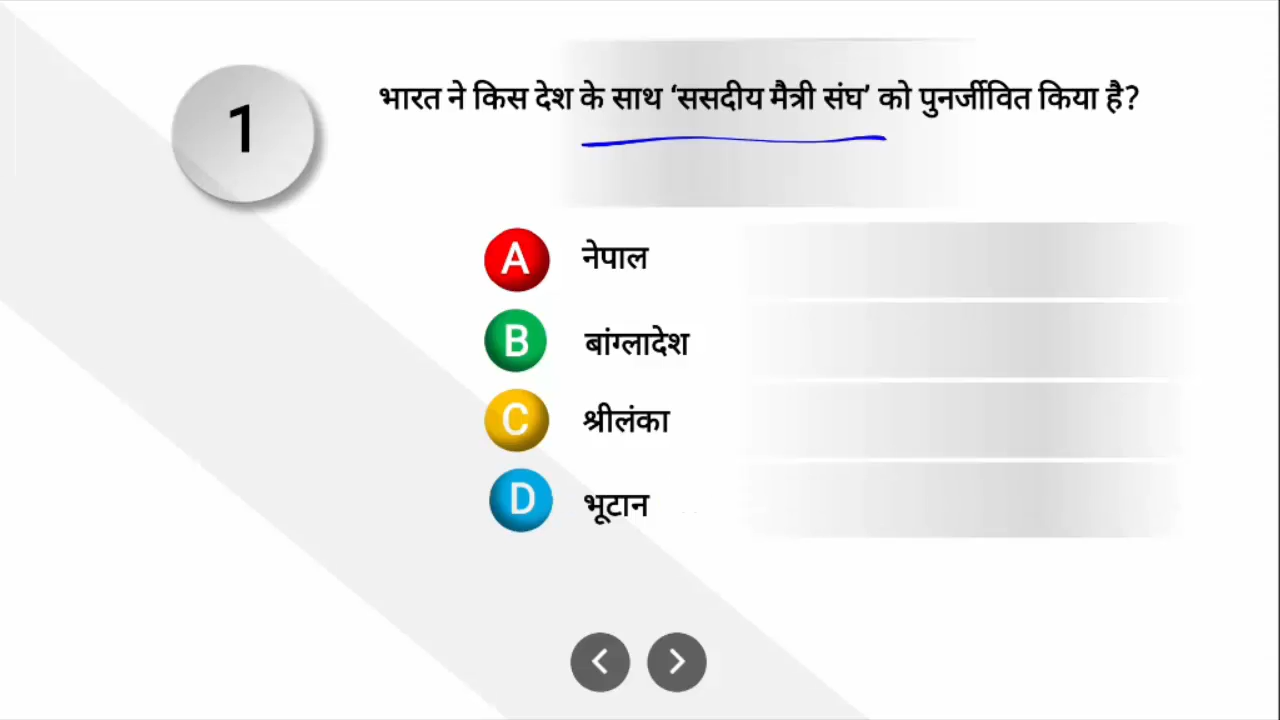 1
भारत ने किस देश के साथ ‘ससदीय मैत्री संघ’ को पुनर्जीवित किया है?
A नेपाल
B बांग्लादेश
C श्रीलंका
D भूटान